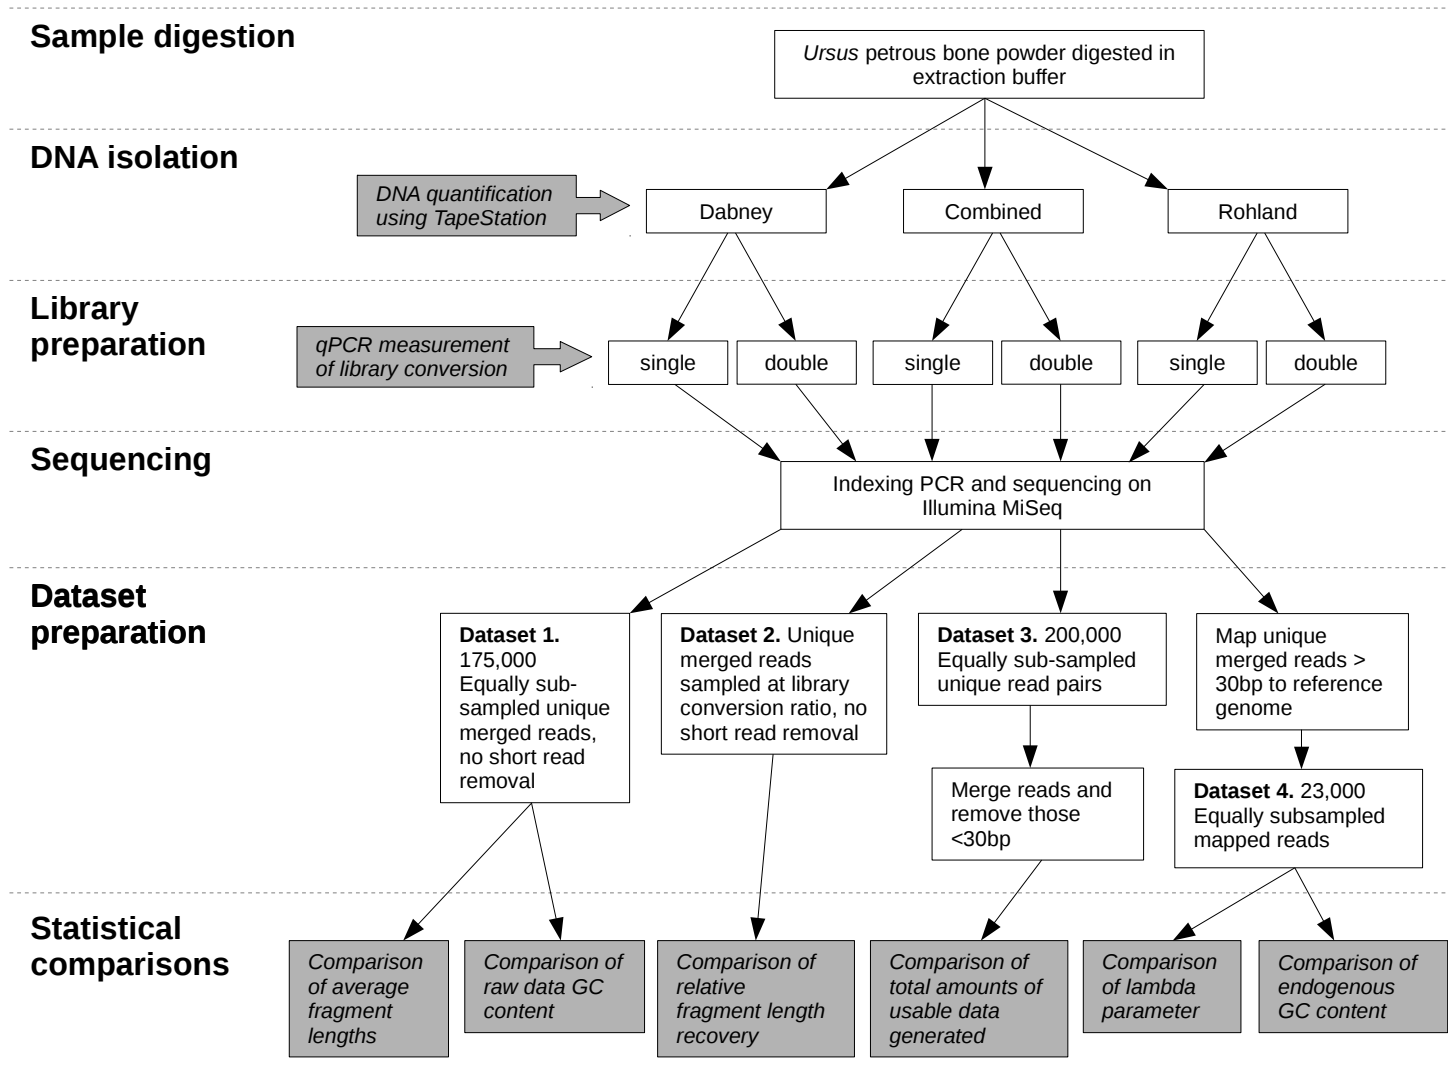 Sample digestion
Ursus petrous bone powder digested in
extraction buffer
DNA isolation
DNA quantification
using TapeStation
Dabney
Combined
Rohland
Library
preparation
qPCR measurement
of library conversion
single
double
single
double
single
double
Sequencing
Indexing PCR and sequencing on
Illumina MiSeq
Dataset
preparation
Dataset 1.
175,000
Equally sub-
sampled unique
merged reads,
no short read
removal
Dataset 2. Unique
merged reads
sampled at library
conversion ratio, no
short read removal
Dataset 3. 200,000
Equally sub-sampled
unique read pairs
Map unique
merged reads >
30bp to reference
genome
Merge reads and
remove those
<30bp
Dataset 4. 23,000
Equally subsampled
mapped reads
Statistical
comparisons
Comparison
of average
fragment
lengths
Comparison of
raw data GC
content
Comparison of
relative
fragment length
recovery
Comparison of
total amounts of
usable data
generated
Comparison
of lambda
parameter
Comparison of
endogenous
GC content